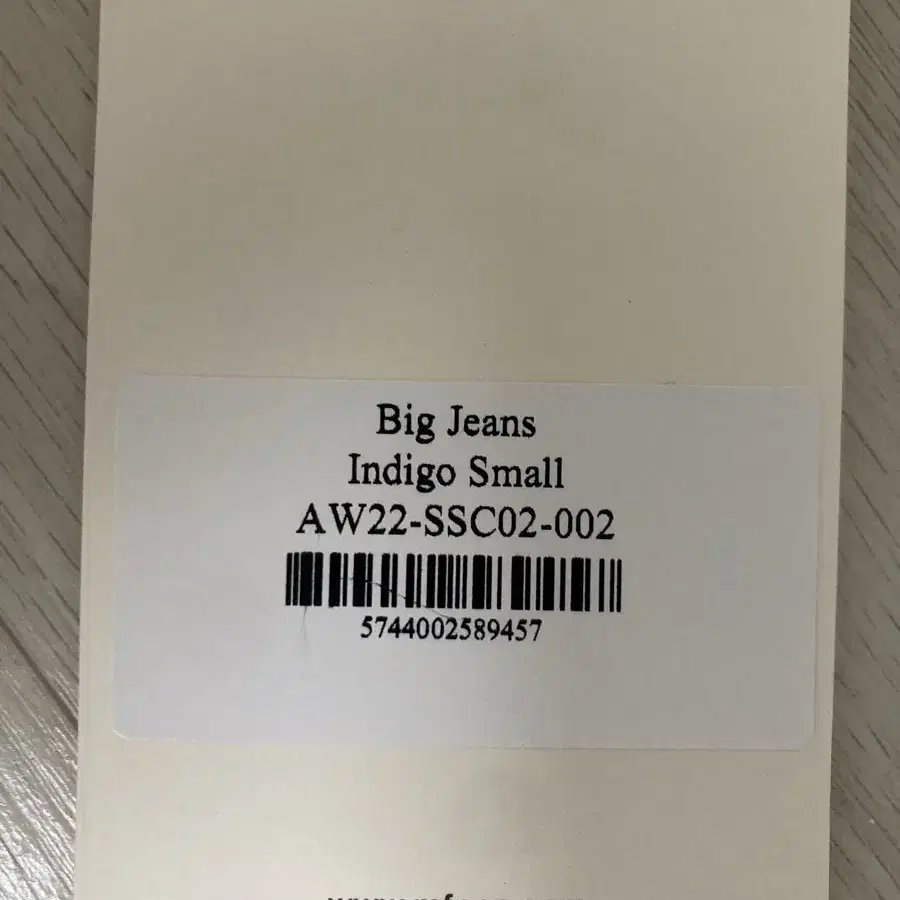 Big Jeans
Indigo Small
AW22-SSC02-002
5744002589457